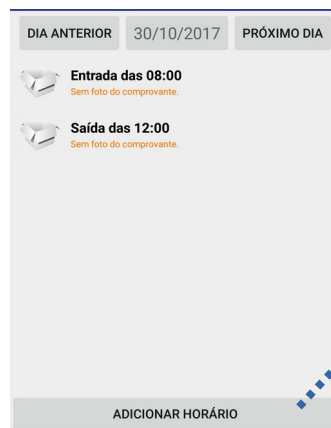 DIA ANTERIOR 30/10/2017 PRÓXIMO DIA
Entrada das 08:00
Sem foto do comprovante.
Saída das 12:00
Sem foto do comprovante.
ADICIONAR HORÁRIO